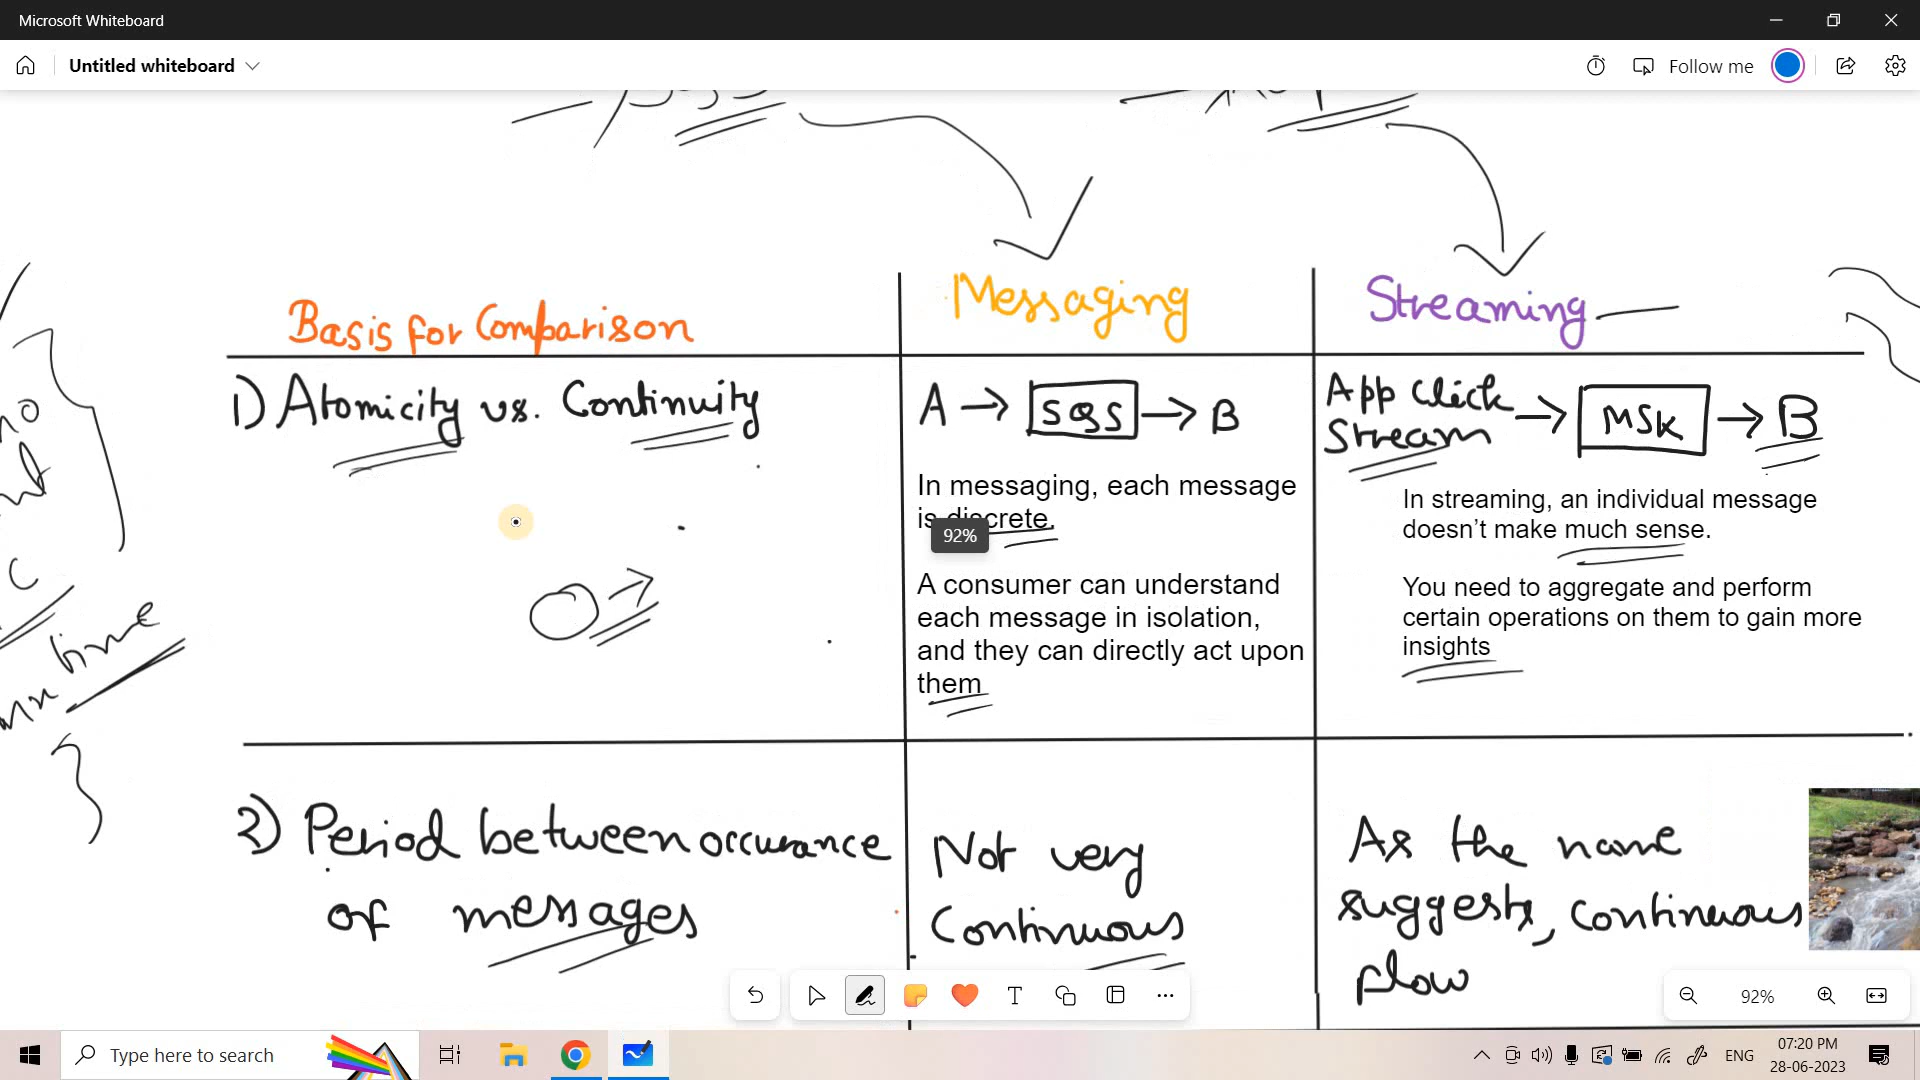 Microsoft Whiteboard
Untitled whiteboard
Follow me
Basis for Comparison
Messaging
Streaming
1) Atomicity vs. Continuity
A → SQS → B
App Click
Stream → MSK → B
In messaging, each message
is discrete.
92%
A consumer can understand
each message in isolation,
and they can directly act upon
them
In streaming, an individual message
doesn't make much sense.
You need to aggregate and perform
certain operations on them to gain more
insights
time
2) Period between occurance
of messages
Not very
Continuous
As the name
suggests, continuous
flow
92%
Type here to search
ENG
07:20 PM
28-06-2023